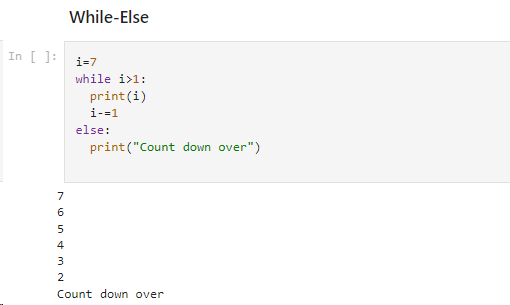 While-Else
In [ ]:
i=7
while i>1:
  print(i)
  i-=1
else:
  print("Count down over")
7
6
5
4
3
2
Count down over